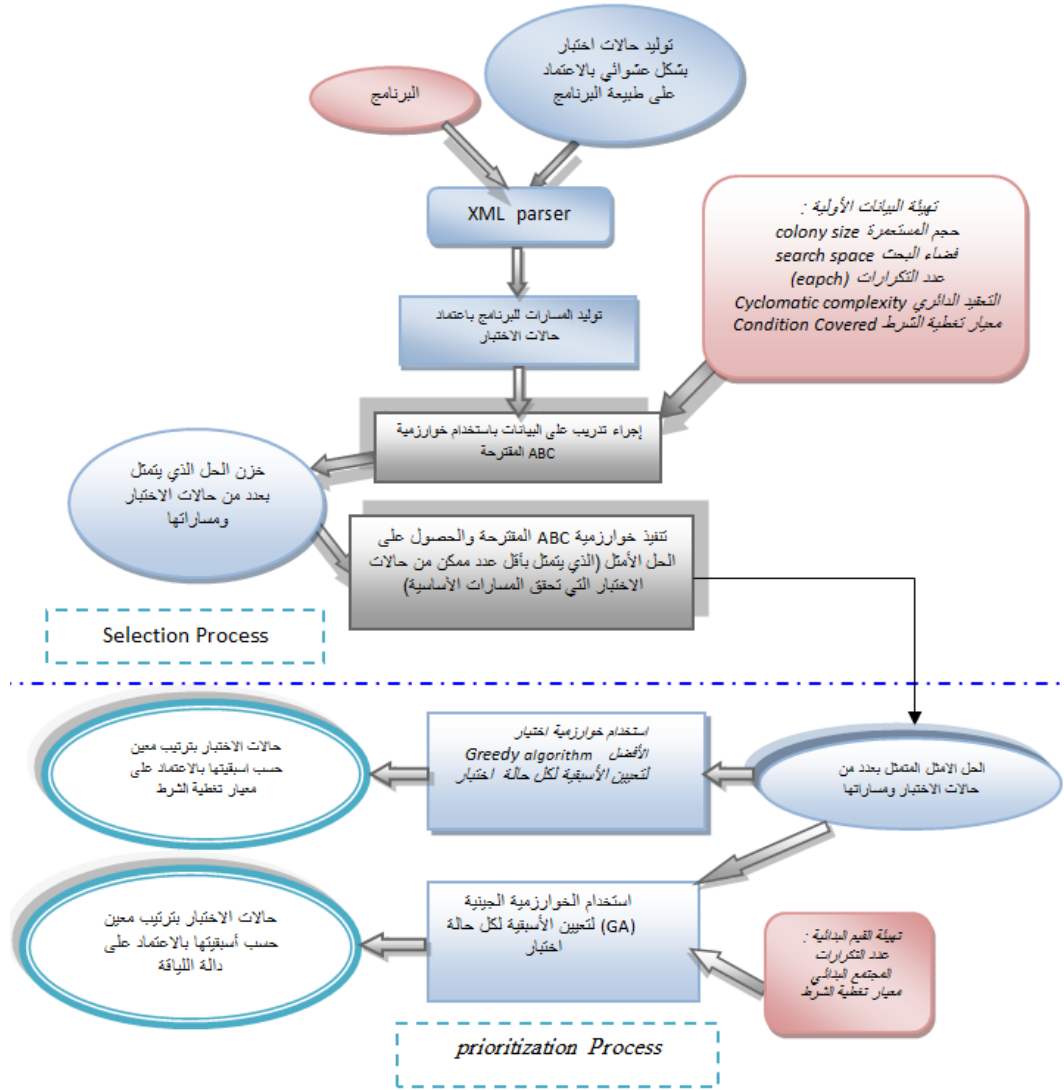 توليد حالات اختبار
بشكل عشوائي بالاعتماد
على طبيعة البرنامج
البرنامج
XML parser
تهيئة البيانات الأولية :
حجم المستعمرة colony size
فضاء البحث search space
عدد التكرارات (eapch)
التعقيد الدائري Cyclomatic complexity
معيار تغطية الشرط Condition Covered
توليد المسارات للبرنامج باعتماد
حالات الاختبار
إجراء تدريب على البيانات باستخدام خوارزمية
ABC المقترحة
خزن الحل الذي يتمثل
بعدد من حالات الاختبار
ومساراتها
تنفيذ خوارزمية ABC المقترحة والحصول على
الحل الأمثل (الذي يتمثل بأقل عدد ممكن من حالات
الاختبار التي تحقق المسارات الأساسية)
Selection Process
الحل الامثل المتمثل بعدد من
حالات الاختبار ومساراتها
استخدام خوارزمية اختيار
الأفضل Greedy algorithm
لتعيين الأسبقية لكل حالة اختبار
حالات الاختبار بترتيب معين
حسب اسبقيتها بالاعتماد على
معيار تغطية الشرط
استخدام الخوارزمية الجينية
(GA) لتعيين الأسبقية لكل حالة
اختبار
حالات الاختبار بترتيب معين
حسب أسبقيتها بالاعتماد على
دالة اللياقة
تهيئة القيم البدائية :
عدد التكرارات
المجتمع البدائي
معيار تغطية الشرط
prioritization Process